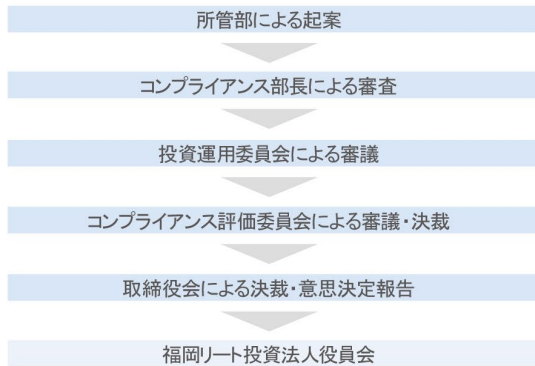 所管部による起案
コンプライアンス部長による審査
投資運用委員会による審議
コンプライアンス評価委員会による審議・決裁
取締役会による決裁・意思決定報告
福岡リート投資法人役員会